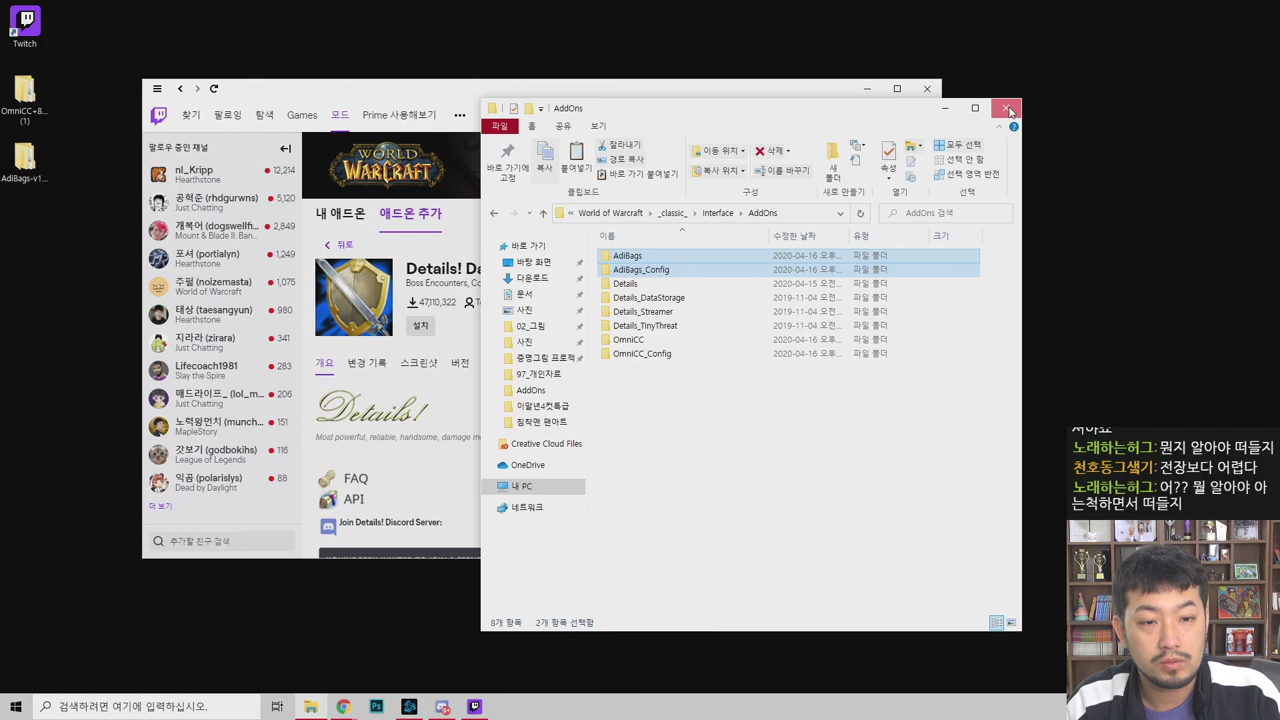 Twitch
OmniCC+8...
(1)
AdiBags-v1...
찾기
팔로잉
탐색
Games
모드
Prime 사용해보기
팔로우 중인 채널
nl_Kripp
Hearthstone
12,214
공혁준 (rhdgurwns)
Just Chatting
5,120
개복어 (dogswellfi...
Mount & Blade II: Ban...
2,849
포셔 (portialyn)
Hearthstone
1,249
주펄 (noizemasta)
World of Warcraft
1,075
태상 (taesangyun)
Hearthstone
980
지라라 (zirara)
Just Chatting
341
Lifecoach1981
Slay the Spire
268
매드라이프_ (lol_m...
Just Chatting
206
노력왕먼치 (munch...
MapleStory
151
갓보기 (godbokihs)
League of Legends
116
익곰 (polarislys)
Dead by Daylight
88
더 보기
추가할 친구 검색
WORLD
WARCRAFT
내 애드온
애드온 추가
뒤로
Details! Da
Boss Encounters, Co
47,110,322
설치
개요
변경 기록
스크린샷
버전
Details!
Most powerful, reliable, handsome, damage m
FAQ
API
Join Details! Discord Server:
AddOns
파일
홈
공유
보기
바로 가기에
고정
복사
붙여넣기
잘라내기
경로 복사
바로 가기 붙여넣기
클립보드
이동 위치
복사 위치
삭제
이름 바꾸기
구성
새
폴더
새로 만들기
속성
열기
모두 선택
선택 안 함
선택 영역 반전
선택
World of Warcraft
_classic_
Interface
AddOns
AddOns 검색
바로 가기
바탕 화면
다운로드
문서
사진
02_그림
사진
증명그림 프로젝
97_개인자료
AddOns
이말년4컷특급
침착맨 팬아트
Creative Cloud Files
OneDrive
내 PC
네트워크
이름
수정한 날짜
유형
크기
AdiBags
2020-04-16 오후...
파일 폴더
AdiBags_Config
2020-04-16 오후...
파일 폴더
Details
2020-04-15 오전...
파일 폴더
Details_DataStorage
2019-11-04 오전...
파일 폴더
Details_Streamer
2019-11-04 오전...
파일 폴더
Details_TinyThreat
2019-11-04 오전...
파일 폴더
OmniCC
2020-04-16 오후...
파일 폴더
OmniCC_Config
2020-04-16 오후...
파일 폴더
8개 항목
2개 항목 선택함
노래하는허그: 뭔지 알아야 떠들지
천호동그샠기: 전장보다 어렵다
노래하는허그: 어?? 뭘 알아야 아
는척하면서 떠들지
검색하려면 여기에 입력하십시오.